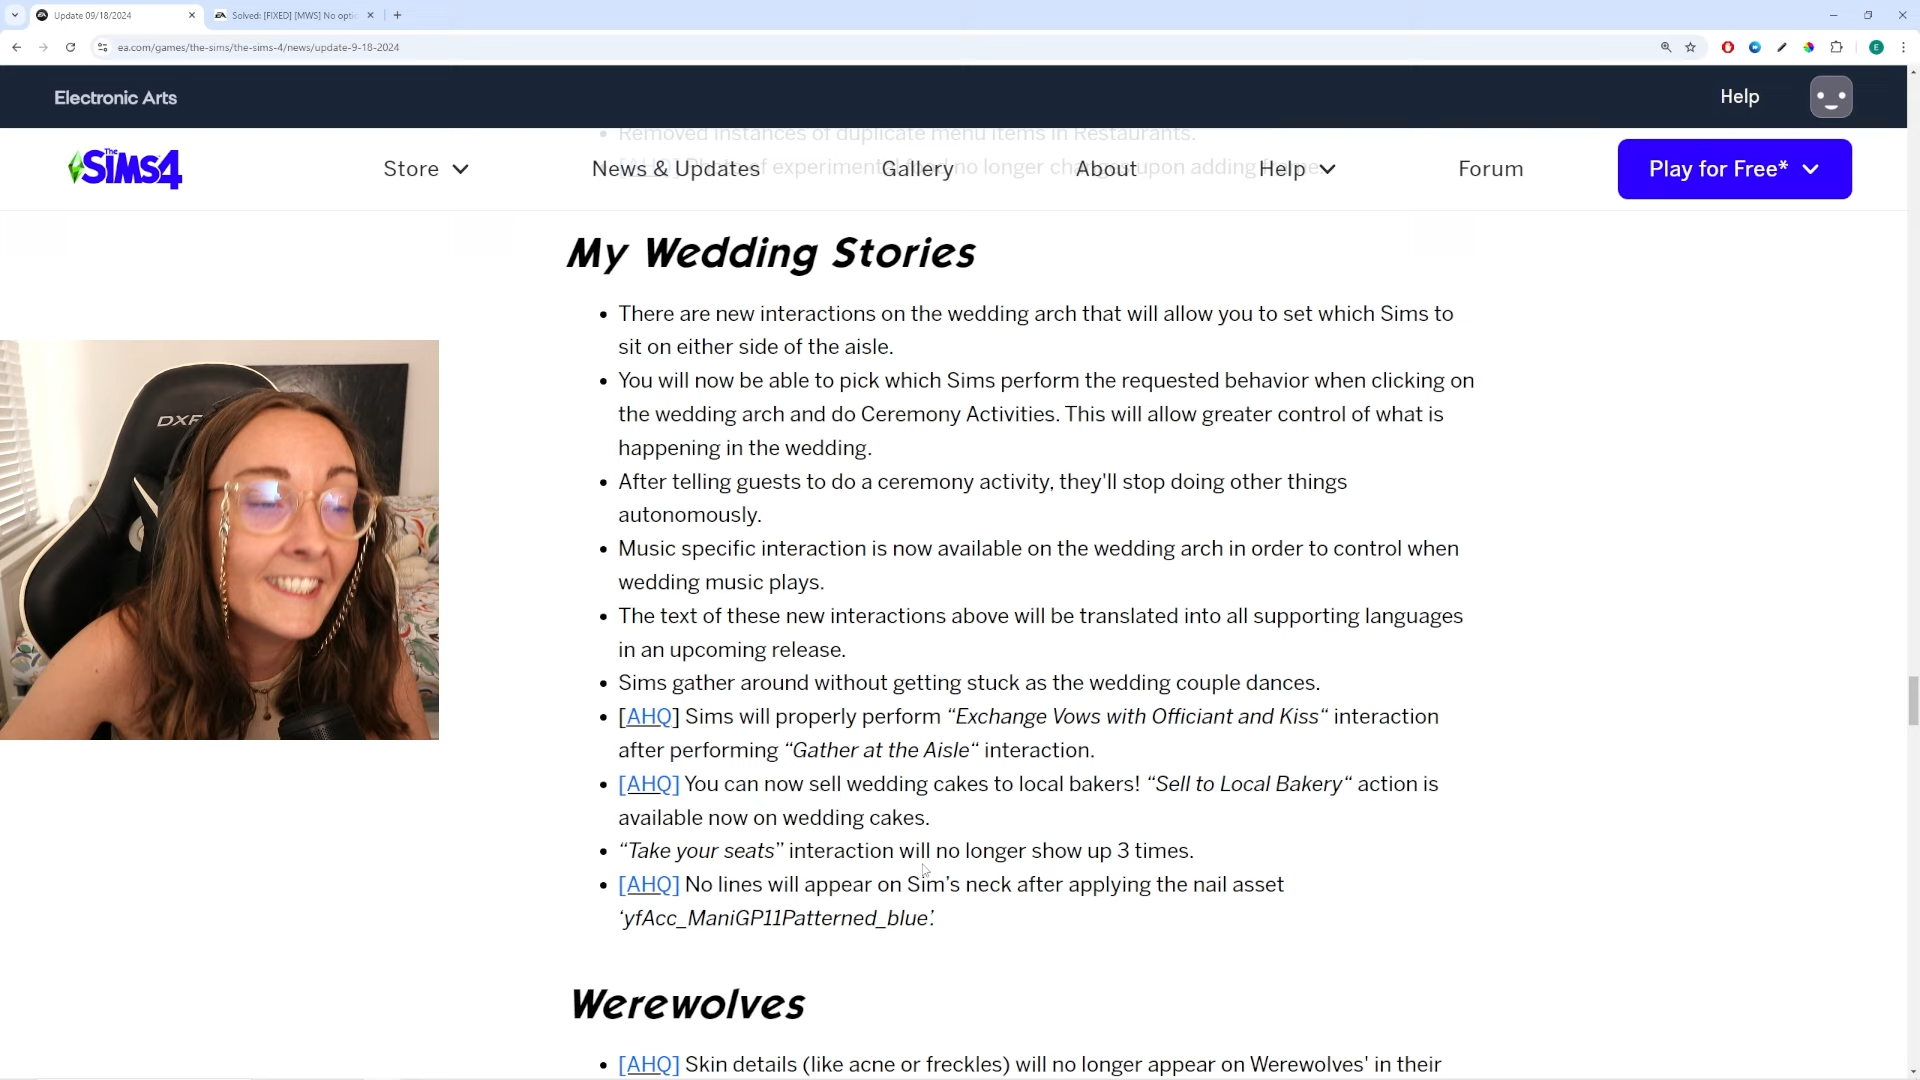 Update 09/18/2024
Solved: [FIXED] [MWS] No opti
ea.com/games/the-sims/the-sims-4/news/update-9-18-2024
E
Electronic Arts
Help
Removed instances of duplicate menu items in Restaurants.
The Sims 4
Store
News & Updates
Gallery
About
Help
Forum
Play for Free*
My Wedding Stories
• There are new interactions on the wedding arch that will allow you to set which Sims to
sit on either side of the aisle.
• You will now be able to pick which Sims perform the requested behavior when clicking on
the wedding arch and do Ceremony Activities. This will allow greater control of what is
happening in the wedding.
• After telling guests to do a ceremony activity, they'll stop doing other things
autonomously.
• Music specific interaction is now available on the wedding arch in order to control when
wedding music plays.
• The text of these new interactions above will be translated into all supporting languages
in an upcoming release.
• Sims gather around without getting stuck as the wedding couple dances.
• [AHQ] Sims will properly perform “Exchange Vows with Officiant and Kiss“ interaction
after performing “Gather at the Aisle“ interaction.
• [AHQ] You can now sell wedding cakes to local bakers! “Sell to Local Bakery“ action is
available now on wedding cakes.
• “Take your seats” interaction will no longer show up 3 times.
• [AHQ] No lines will appear on Sim’s neck after applying the nail asset
‘yfAcc_ManiGP11Patterned_blue’.
Werewolves
• [AHQ] Skin details (like acne or freckles) will no longer appear on Werewolves' in their